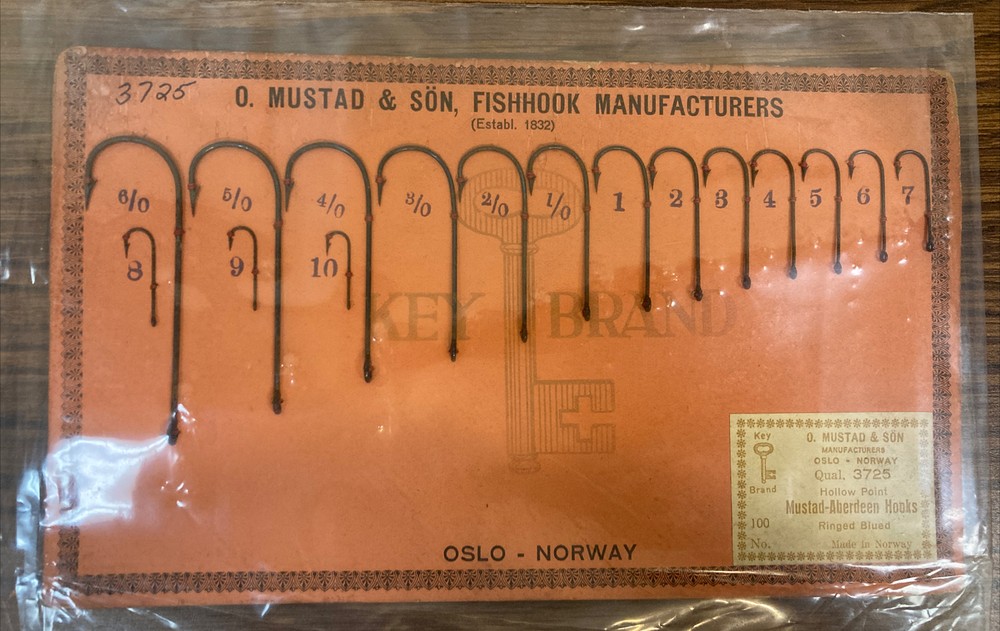 3725
O. MUSTAD & SÖN, FISHHOOK MANUFACTURERS
(Establ. 1832)
6/0 5/0 4/0 3/0 2/0 1/0 1 2 3 4 5 6 7
8 9 10
KEY BRAND
Key
Brand
O. MUSTAD & SÖN
MANUFACTURERS
OSLO - NORWAY
Qual. 3725
Hollow Point
Mustad-Aberdeen Hooks
100 Ringed Blued
No. Made in Norway
OSLO - NORWAY